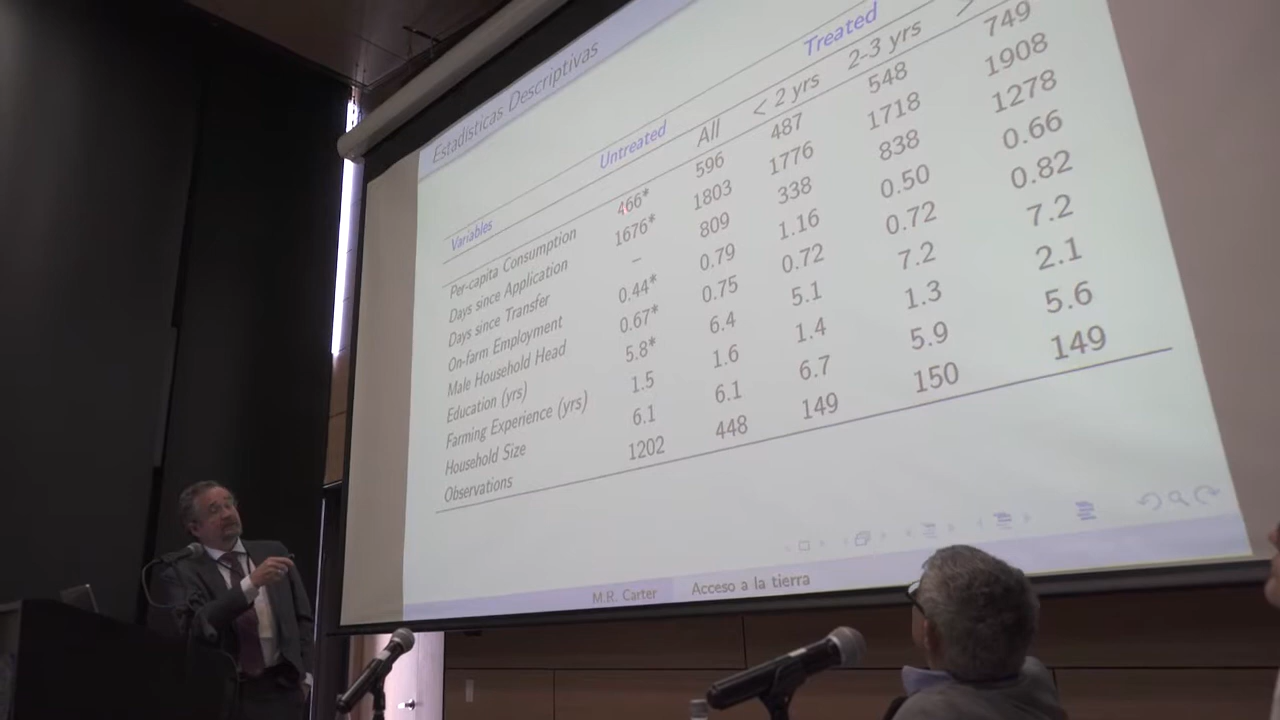 Estadísticas Descriptivas
Untreated Treated
Variables All < 2 yrs 2-3 yrs >
Per-capita Consumption 466* 596 487 548 749
Days since Application 1676* 1803 1776 1718 1908
Days since Transfer – 809 338 838 1278
On-farm Employment 0.44* 0.79 1.16 0.50 0.66
Male Household Head 0.67* 0.75 0.72 0.72 0.82
Education (yrs) 5.8* 6.4 5.1 7.2 7.2
Farming Experience (yrs) 1.5 1.6 1.4 1.3 2.1
Household Size 6.1 6.1 6.7 5.9 5.6
Observations 1202 448 149 150 149
M.R. Carter Acceso a la tierra